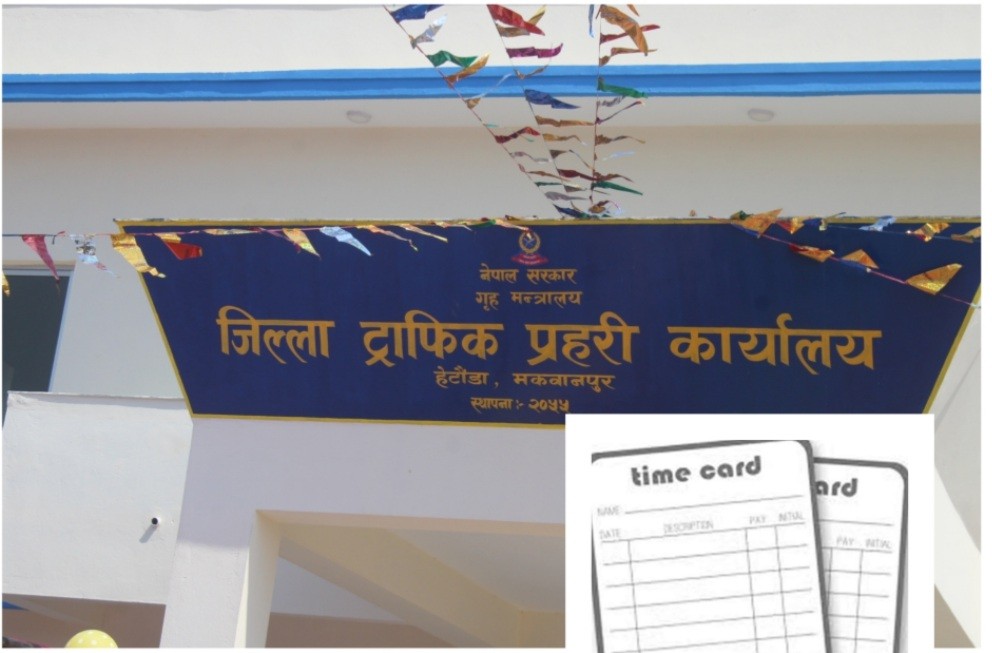 नेपाल सरकार
गृह मन्त्रालय
जिल्ला ट्राफिक प्रहरी कार्यालय
हेटौंडा, मकवानपुर
स्थापना :- २०५५
time card
NAME
DATE DESCRIPTION PAY INITIAL
ard
PAY INITIAL